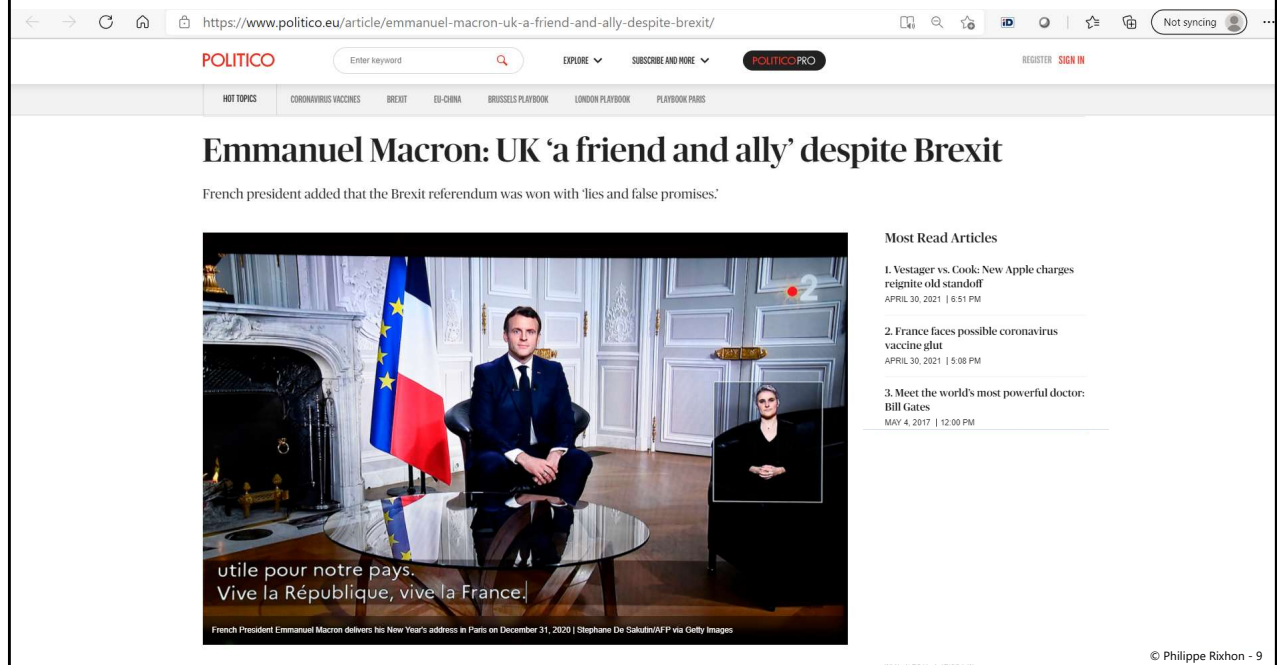 https://www.politico.eu/article/emmanuel-macron-uk-a-friend-and-ally-despite-brexit/
iD
Not syncing
POLITICO
Enter keyword
EXPLORE
SUBSCRIBE AND MORE
POLITICO PRO
REGISTER SIGN IN
HOT TOPICS
CORONAVIRUS VACCINES
BREXIT
EU-CHINA
BRUSSELS PLAYBOOK
LONDON PLAYBOOK
PLAYBOOK PARIS
Emmanuel Macron: UK ‘a friend and ally’ despite Brexit
French president added that the Brexit referendum was won with ‘lies and false promises.’
2
utile pour notre pays.
Vive la République, vive la France.
French President Emmanuel Macron delivers his New Year's address in Paris on December 31, 2020 | Stephane De Sakutin/AFP via Getty Images
Most Read Articles
1. Vestager vs. Cook: New Apple charges
reignite old standoff
APRIL 30, 2021 | 6:51 PM
2. France faces possible coronavirus
vaccine glut
APRIL 30, 2021 | 5:08 PM
3. Meet the world's most powerful doctor:
Bill Gates
MAY 4, 2017 | 12:00 PM
© Philippe Rixhon - 9